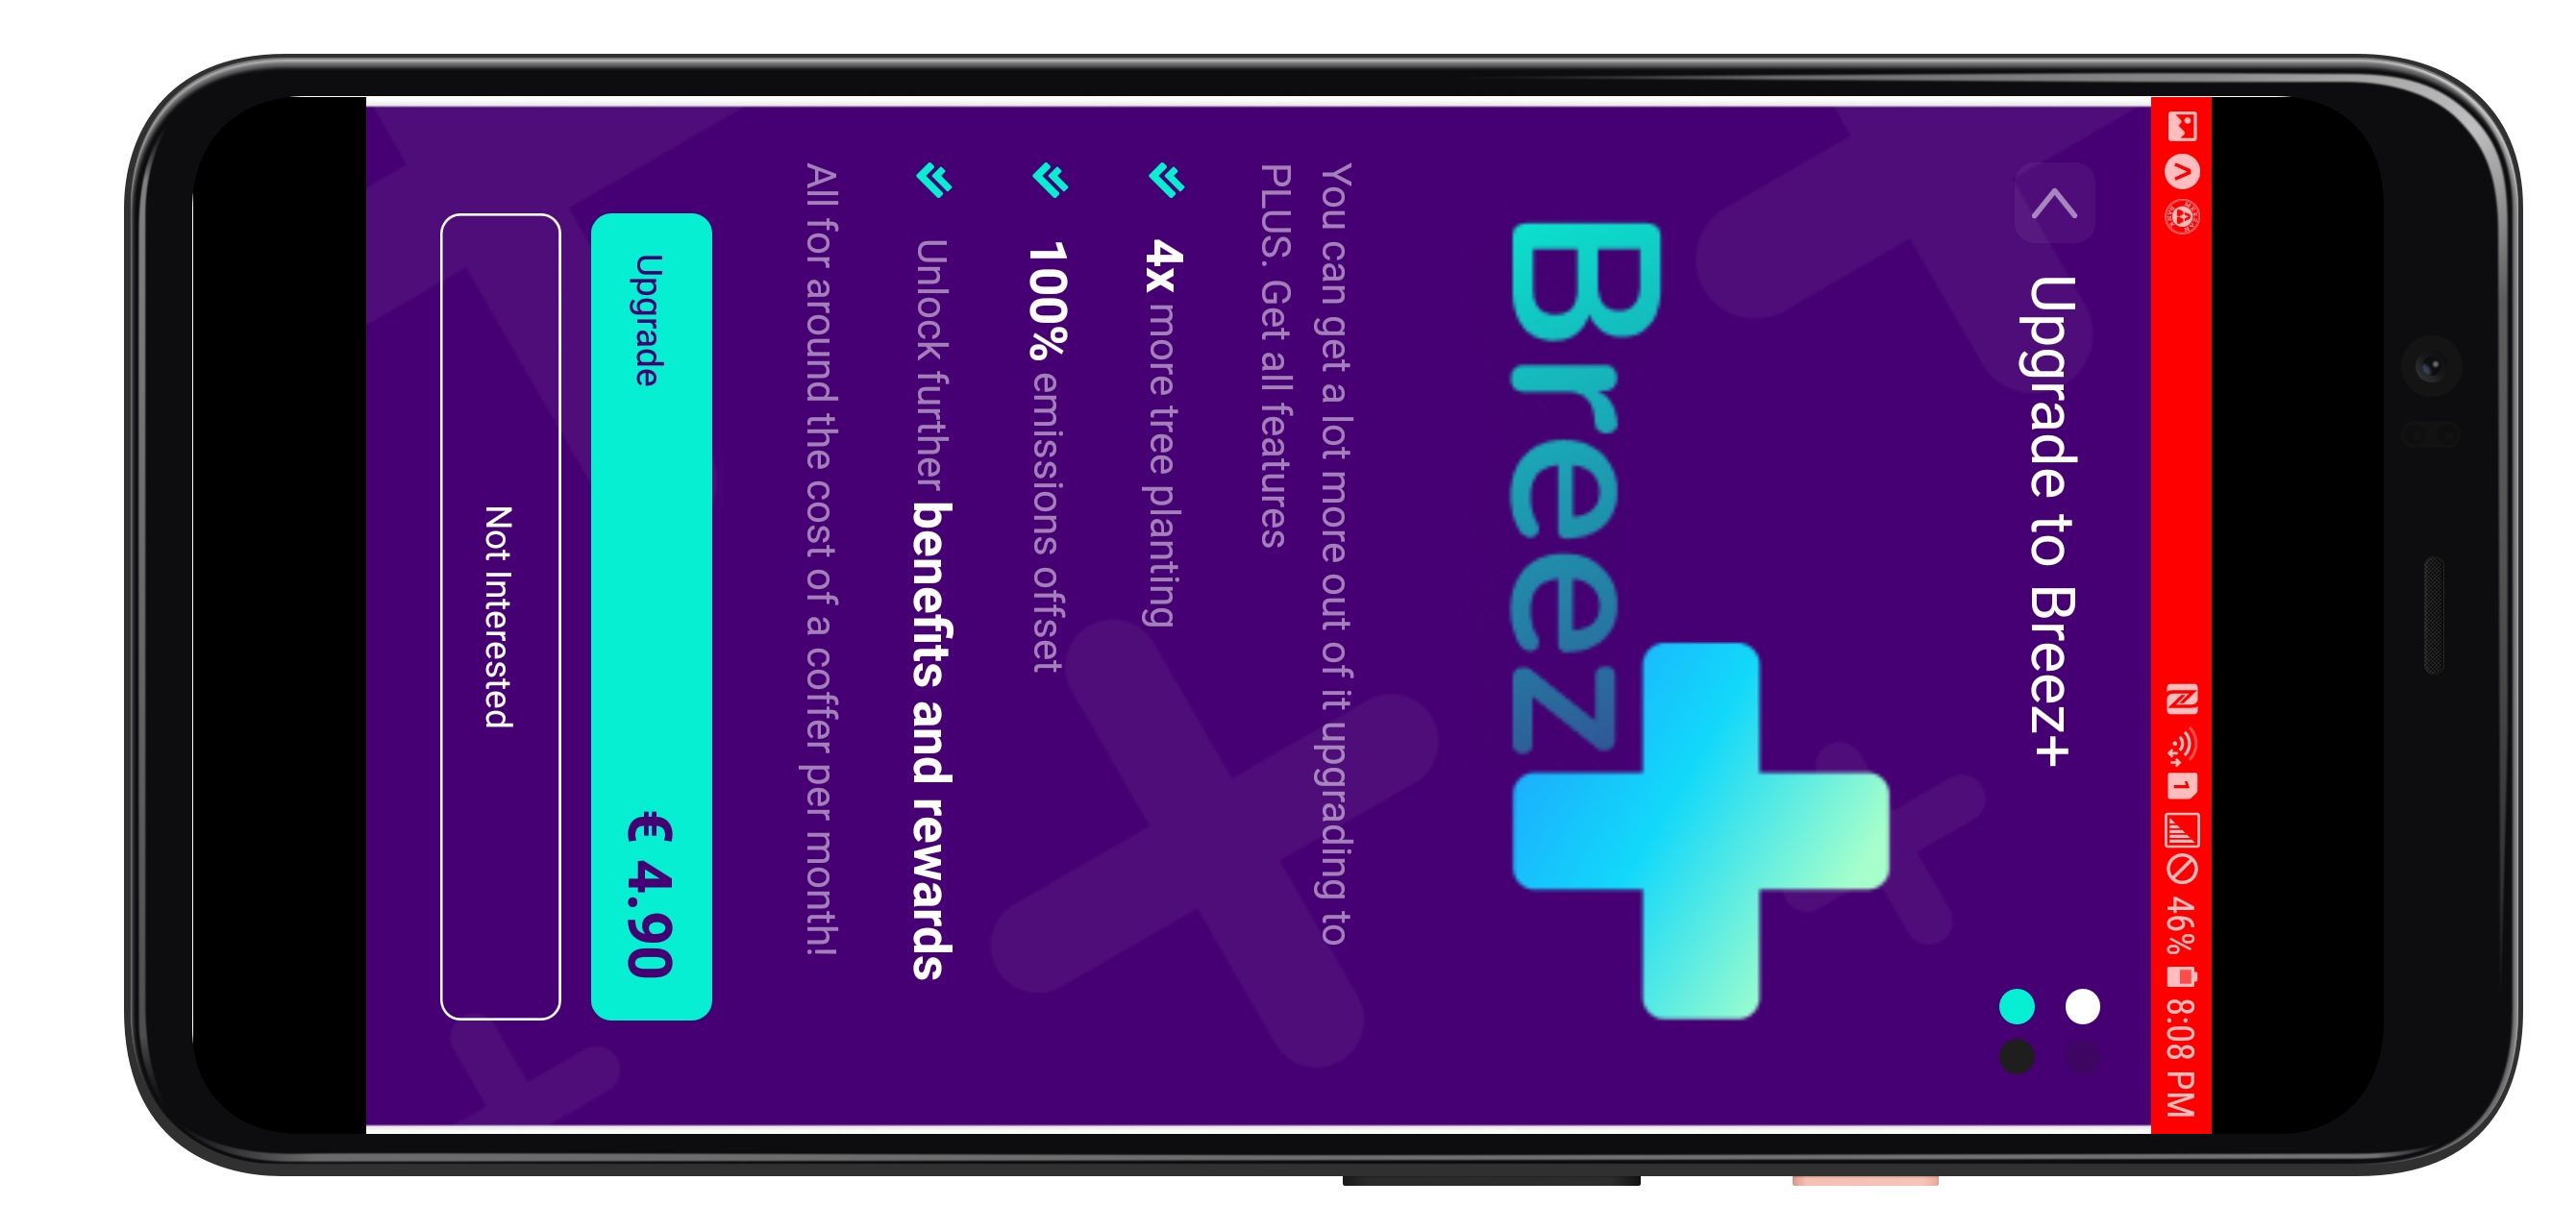 46% 8:08 PM
Upgrade to Breez+
Breez
You can get a lot more out of it upgrading to
PLUS. Get all features
4x more tree planting
100% emissions offset
Unlock further benefits and rewards
All for around the cost of a coffer per month!
Upgrade € 4.90
Not Interested